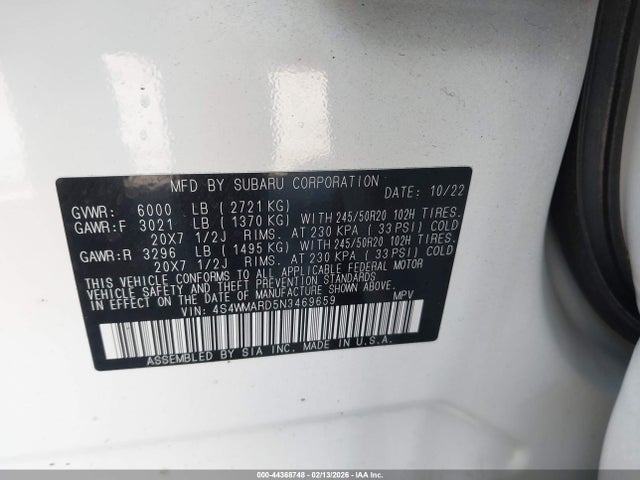 MFD BY SUBARU CORPORATION DATE: 10/22
GVWR: 6000 LB ( 2721 KG)
GAWR:F 3021 LB ( 1370 KG) WITH 245/50R20 102H TIRES.
20X7 1/2J RIMS. AT 230 KPA ( 33 PSI) COLD
GAWR:R 3296 LB ( 1495 KG) WITH 245/50R20 102H TIRES.
20X7 1/2J RIMS. AT 230 KPA ( 33 PSI) COLD
THIS VEHICLE CONFORMS TO ALL APPLICABLE FEDERAL MOTOR
VEHICLE SAFETY AND THEFT PREVENTION STANDARDS IN EFFECT
ON THE DATE OF MANUFACTURE SHOWN ABOVE.
VIN: 4S4WMARD5N3469659 MPV
ASSEMBLED BY SIA INC. MADE IN U.S.A.
000-44368748 - 02/13/2026 - IAA Inc.